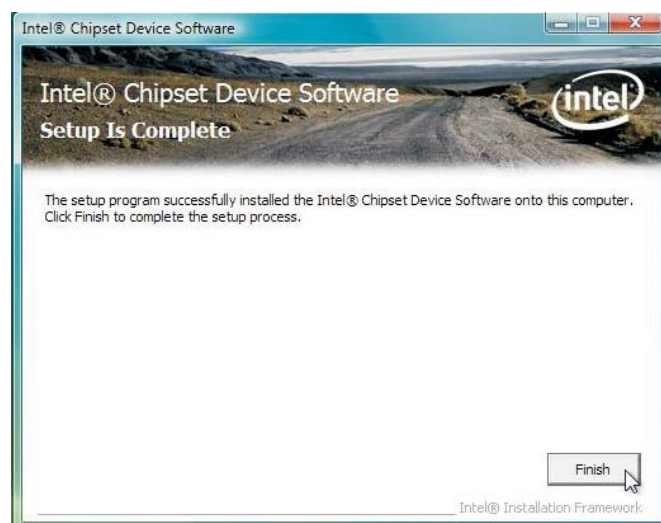 Intel® Chipset Device Software
Intel® Chipset Device Software
intel
Setup Is Complete
The setup program successfully installed the Intel® Chipset Device Software onto this computer.
Click Finish to complete the setup process.
Finish
Intel® Installation Framework